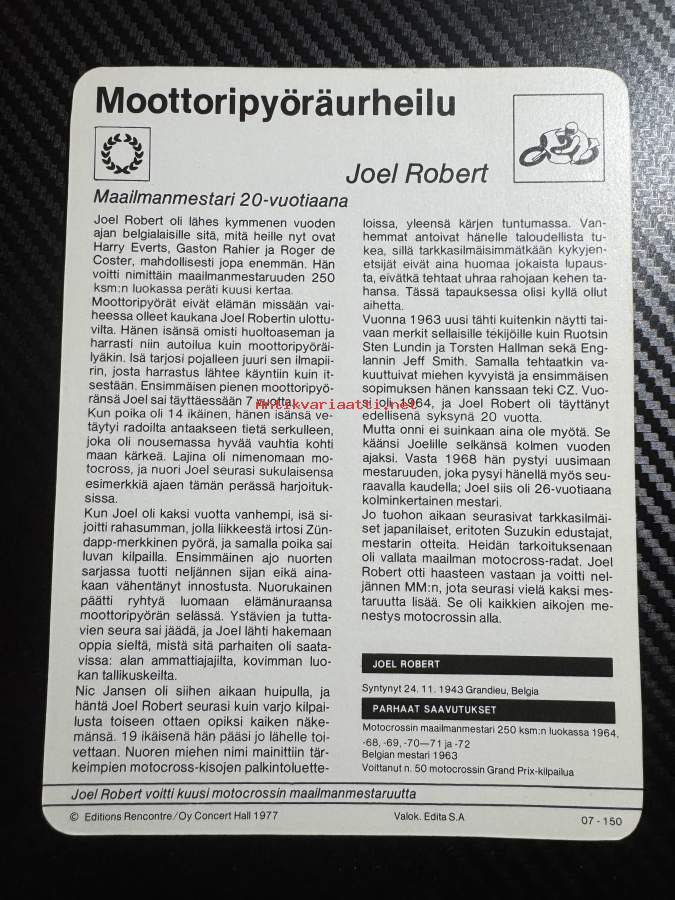 Moottoripyöräurheilu
Joel Robert
Maailmanmestari 20-vuotiaana
Joel Robert oli lähes kymmenen vuoden
ajan belgialaisille sitä, mitä heille nyt ovat
Harry Everts, Gaston Rahier ja Roger de
Coster, mahdollisesti jopa enemmän. Hän
voitti nimittäin maailmanmestaruuden 250
ksm:n luokassa peräti kuusi kertaa.
Moottoripyörät eivät elämän missään vai-
heessa olleet kaukana Joel Robertin ulottu-
vilta. Hänen isänsä omisti huoltoaseman ja
harrasti niin autoilua kuin moottoripyöräi-
lyäkin. Isä tarjosi pojalleen juuri sen ilmapii-
rin, josta harrastus lähtee käyntiin kuin it-
sestään. Ensimmäisen pienen moottoripyö-
ränsä Joel sai täyttäessään 7 vuotta.
Kun poika oli 14 ikäinen, hänen isänsä ve-
täytyi radoilta antaakseen tietä serkulleen,
joka oli nousemassa hyvää vauhtia kohti
maan kärkeä. Lajina oli nimenomaan mo-
tocross, ja nuori Joel seurasi sukulaisensa
esimerkkiä ajaen tämän perässä harjoituk-
sissa.
Kun Joel oli kaksi vuotta vanhempi, isä si-
joitti rahasumman, jolla liikkeestä irtosi Zün-
dapp-merkkinen pyörä, ja samalla poika sai
luvan kilpailla. Ensimmäinen ajo nuorten
sarjassa tuotti neljännen sijan eikä aina-
kaan vähentänyt innostusta. Nuorukainen
päätti ryhtyä luomaan elämänuraansa
moottoripyörän selässä. Ystävien ja tutta-
vien seura sai jäädä, ja Joel lähti hakemaan
oppia sieltä, mistä sitä parhaiten oli saata-
vissa: alan ammattiajajilta, kovimman luo-
kan tallikuskeilta.
Nic Jansen oli siihen aikaan huipulla, ja
häntä Joel Robert seurasi kuin varjo kilpai-
lusta toiseen ottaen opiksi kaiken näke-
mänsä. 19 ikäisenä hän pääsi jo lähelle toi-
vettaan. Nuoren miehen nimi mainittiin tär-
keimpien motocross-kisojen palkintoluette-
loissa, yleensä kärjen tuntumassa. Van-
hemmat antoivat hänelle taloudellista tu-
kea, sillä tarkkasilmäisimmätkään kykyjen-
etsijät eivät aina huomaa jokaista lupaus-
ta, eivätkä tehtaat uhraa rahojaan kehen ta-
hansa. Tässä tapauksessa olisi kyllä ollut
aihetta.
Vuonna 1963 uusi tähti kuitenkin näytti tai-
vaan merkit sellaisille tekijöille kuin Ruotsin
Sten Lundin ja Torsten Hallman sekä Eng-
lannin Jeff Smith. Samalla tehtaatkin va-
kuuttuivat miehen kyvyistä ja ensimmäisen
sopimuksen hänen kanssaan teki CZ. Vuo-
si oli 1964, ja Joel Robert oli täyttänyt
edellisenä syksynä 20 vuotta.
Mutta onni ei suinkaan aina ole myötä. Se
käänsi Joelille selkänsä kolmen vuoden
ajaksi. Vasta 1968 hän pystyi uusimaan
mestaruuden, joka pysyi hänellä myös seu-
raavalla kaudella; Joel siis oli 26-vuotiaana
kolminkertainen mestari.
Jo tuohon aikaan seurasivat tarkkasilmäi-
set japanilaiset, eritoten Suzukin edustajat,
mestarin otteita. Heidän tarkoituksenaan
oli vallata maailman motocross-radat. Joel
Robert otti haasteen vastaan ja voitti nel-
jännen MM:n, jota seurasi vielä kaksi mes-
taruutta lisää. Se oli kaikkien aikojen me-
nestys motocrossin alla.
JOEL ROBERT
Syntynyt 24. 11. 1943 Grandieu, Belgia
PARHAAT SAAVUTUKSET
Motocrossin maailmanmestari 250 ksm:n luokassa 1964,
-68, -69, -70—71 ja -72
Belgian mestari 1963
Voittanut n. 50 motocrossin Grand Prix-kilpailua
Joel Robert voitti kuusi motocrossin maailmanmestaruutta
© Editions Rencontre/Oy Concert Hall 1977 Valok. Edita S.A 07 - 150
Antikvariaatti.net